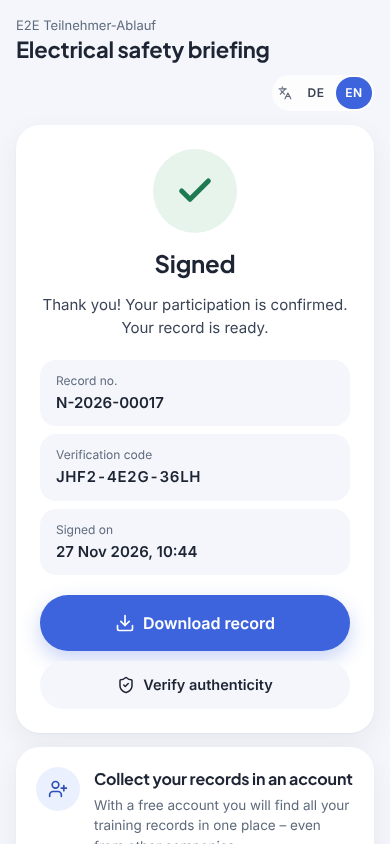 E2E Teilnehmer-Ablauf
Electrical safety briefing
DE EN
Signed
Thank you! Your participation is confirmed.
Your record is ready.
Record no.
N-2026-00017
Verification code
JHF2-4E2G-36LH
Signed on
27 Nov 2026, 10:44
Download record
Verify authenticity
Collect your records in an account
With a free account you will find all your
training records in one place – even